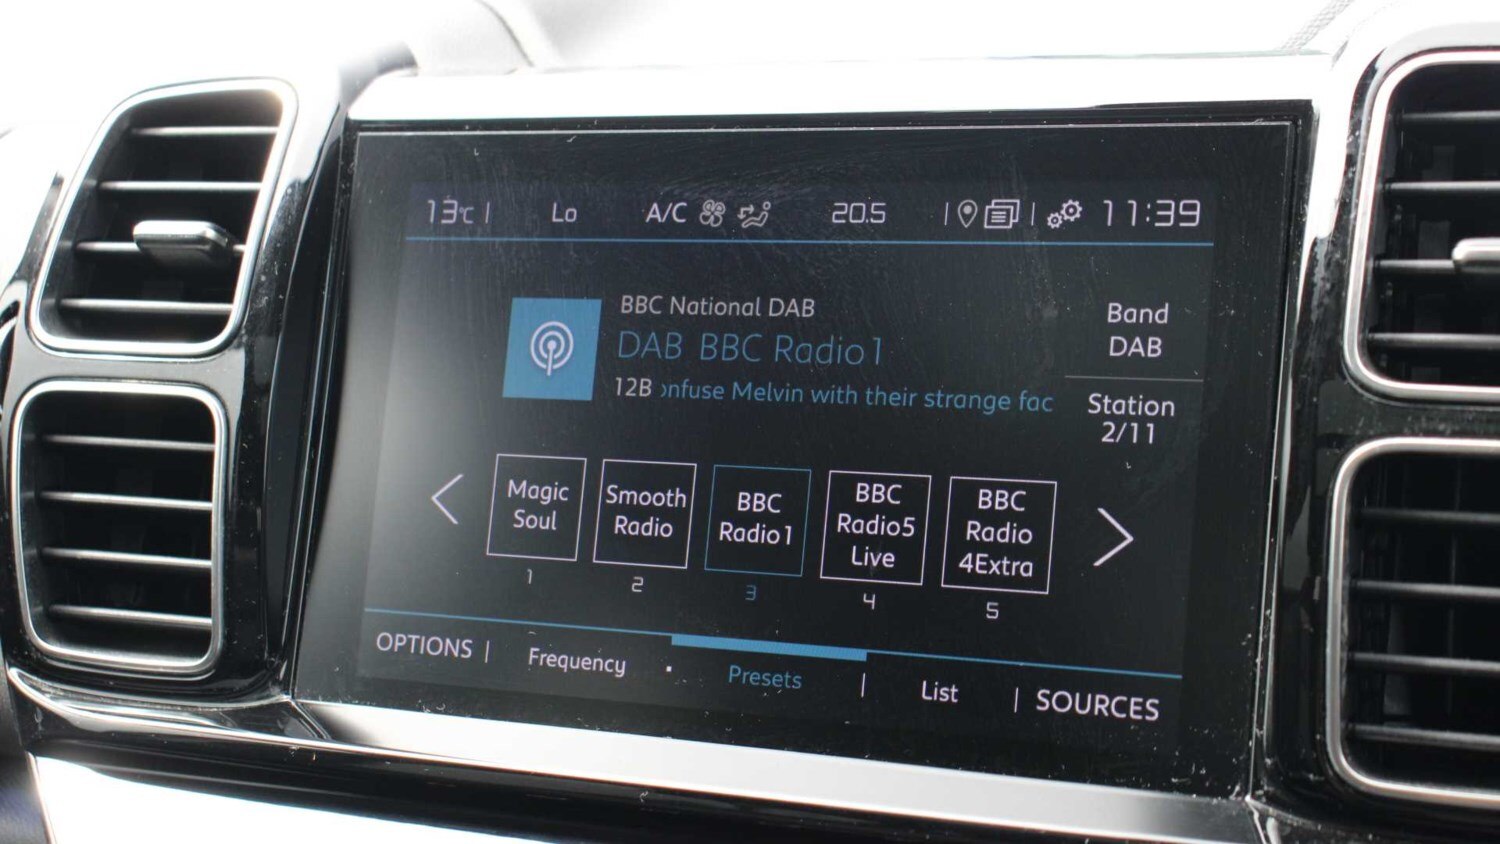 13°C | Lo A/C 20.5 | | 11:39
BBC National DAB
DAB BBC Radio1
12B onfuse Melvin with their strange fac
Band
DAB
Station
2/11
Magic
Soul
1
Smooth
Radio
2
BBC
Radio1
3
BBC
Radio5
Live
4
BBC
Radio
4Extra
5
OPTIONS | Frequency · Presets | List | SOURCES